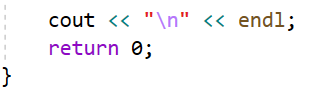 cout << "\n" << endl;
return 0;
}